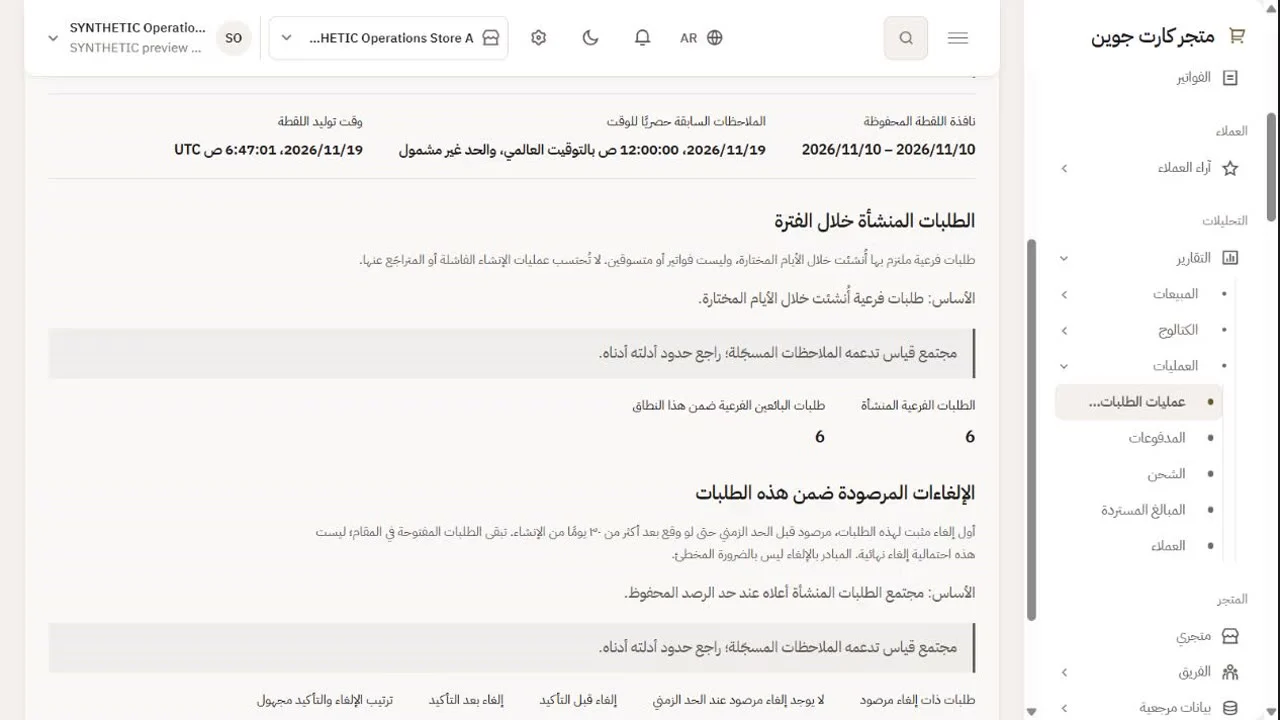 متجر كارت جوين
الفواتير
العملاء
آراء العملاء
التحليلات
التقارير
المبيعات
الكتالوج
العمليات
عمليات الطلبات...
المدفوعات
الشحن
المبالغ المستردة
العملاء
المتجر
متجري
الفريق
بيانات مرجعية
AR
...HETIC Operations Store A
SO
SYNTHETIC Operatio...
SYNTHETIC preview ...
نافذة اللقطة المحفوظة
2026/11/10 – 2026/11/10
الملاحظات السابقة حصريًا للوقت
2026/11/19، 12:00:00 ص بالتوقيت العالمي، والحد غير مشمول
وقت توليد اللقطة
2026/11/19، 6:47:01 ص UTC
الطلبات المنشأة خلال الفترة
طلبات فرعية ملتزم بها أُنشئت خلال الأيام المختارة، وليست فواتير أو متسوقين. لا تُحتسب عمليات الإنشاء الفاشلة أو المتراجَع عنها.
الأساس: طلبات فرعية أُنشئت خلال الأيام المختارة.
مجتمع قياس تدعمه الملاحظات المسجّلة؛ راجع حدود أدلته أدناه.
الطلبات الفرعية المنشأة
6
طلبات البائعين الفرعية ضمن هذا النطاق
6
الإلغاءات المرصودة ضمن هذه الطلبات
أول إلغاء مثبت لهذه الطلبات، مرصود قبل الحد الزمني حتى لو وقع بعد أكثر من ٣٠ يومًا من الإنشاء. تبقى الطلبات المفتوحة في المقام؛ ليست
هذه احتمالية إلغاء نهائية. المبادر بالإلغاء ليس بالضرورة المخطئ.
الأساس: مجتمع الطلبات المنشأة أعلاه عند حد الرصد المحفوظ.
مجتمع قياس تدعمه الملاحظات المسجّلة؛ راجع حدود أدلته أدناه.
طلبات ذات إلغاء مرصود
لا يوجد إلغاء مرصود عند الحد الزمني
إلغاء قبل التأكيد
إلغاء بعد التأكيد
ترتيب الإلغاء والتأكيد مجهول